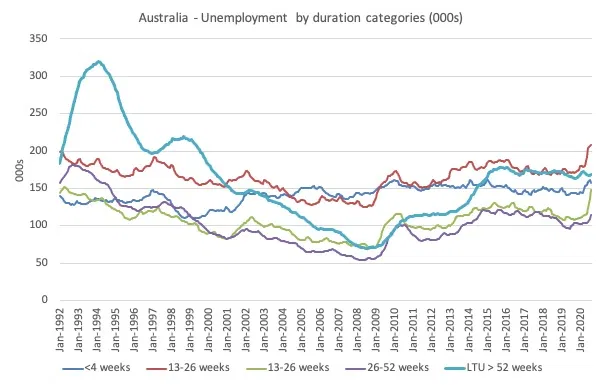 Australia - Unemployment by duration categories (000s)
350
300
250
200
150
100
50
0
000s
Jan-1992
Jan-1993
Jan-1994
Jan-1995
Jan-1996
Jan-1997
Jan-1998
Jan-1999
Jan-2000
Jan-2001
Jan-2002
Jan-2003
Jan-2004
Jan-2005
Jan-2006
Jan-2007
Jan-2008
Jan-2009
Jan-2010
Jan-2011
Jan-2012
Jan-2013
Jan-2014
Jan-2015
Jan-2016
Jan-2017
Jan-2018
Jan-2019
Jan-2020
<4 weeks 13-26 weeks 13-26 weeks 26-52 weeks LTU > 52 weeks